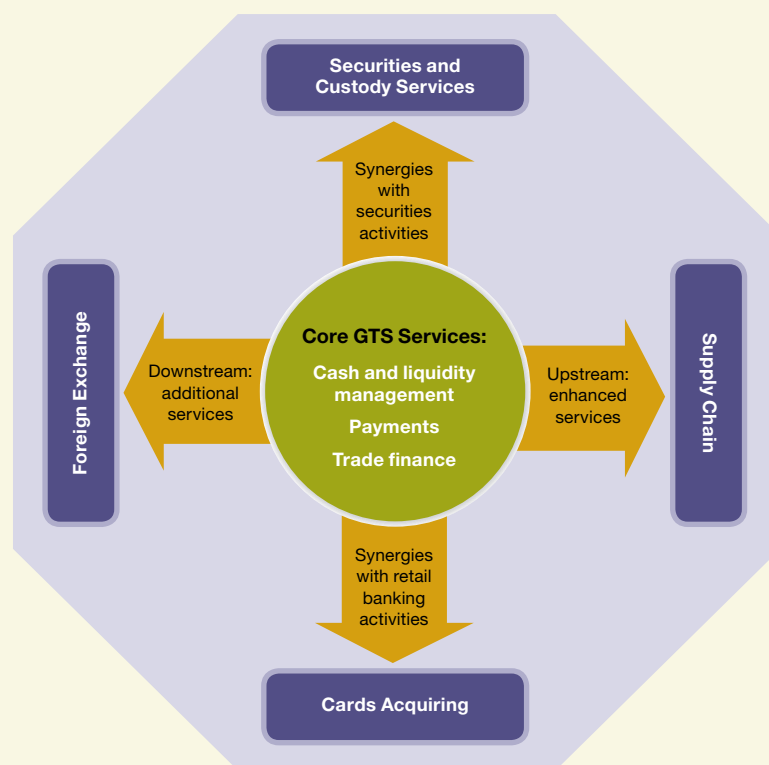 Securities and
Custody Services
Synergies
with
securities
activities
Foreign Exchange
Downstream:
additional
services
Core GTS Services:
Cash and liquidity
management
Payments
Trade finance
Upstream:
enhanced
services
Supply Chain
Synergies
with retail
banking
activities
Cards Acquiring